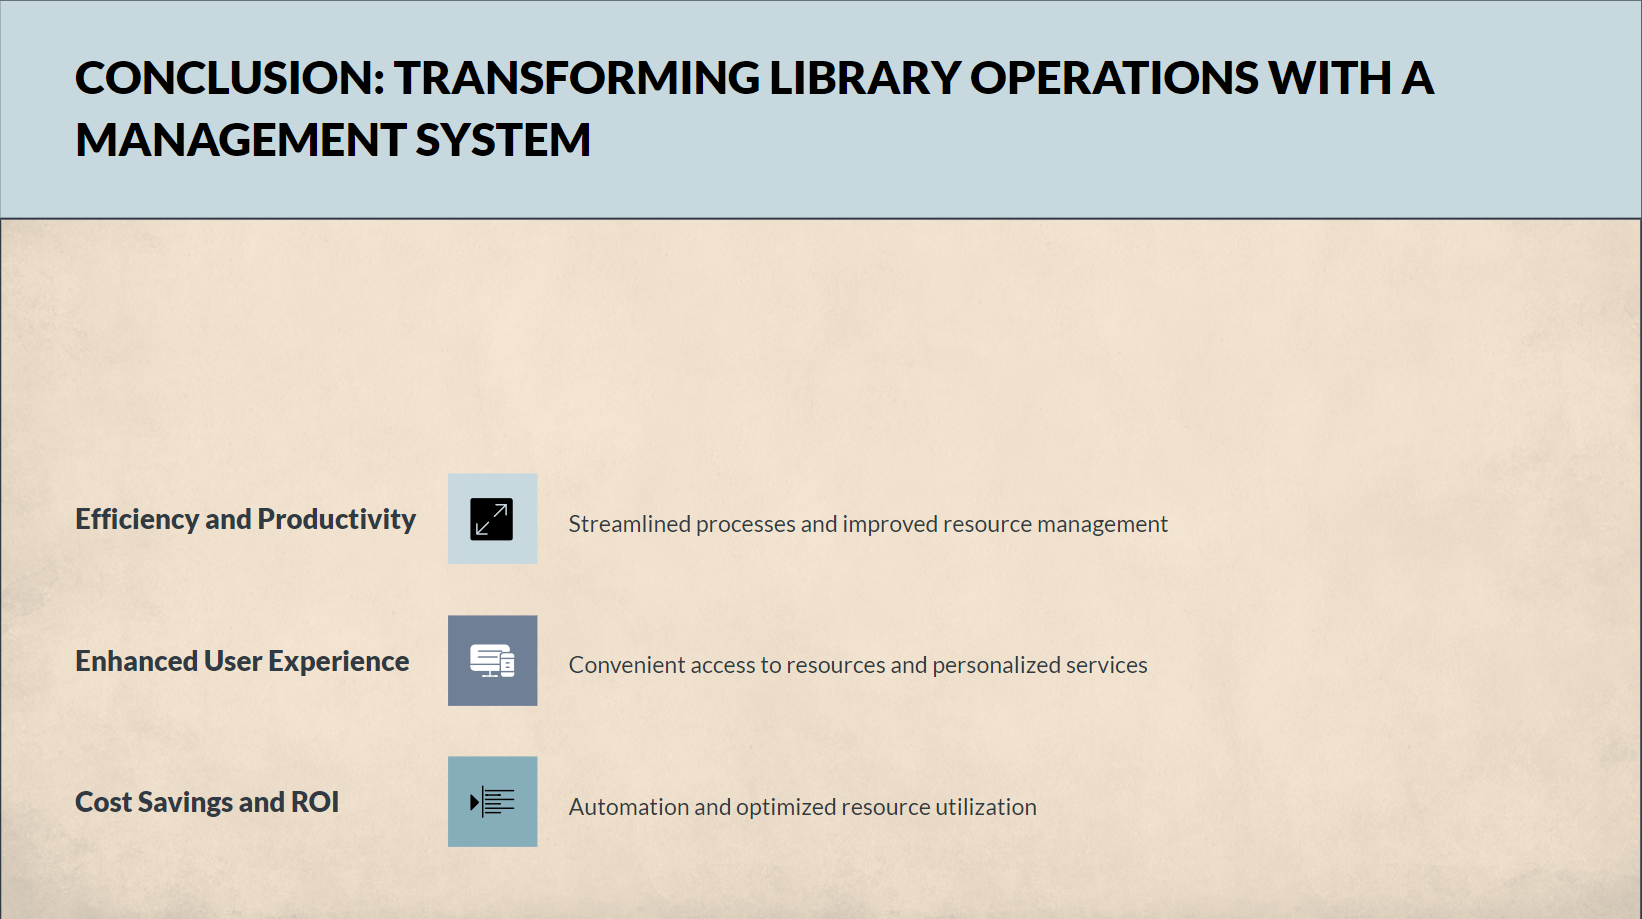 CONCLUSION: TRANSFORMING LIBRARY OPERATIONS WITH A
MANAGEMENT SYSTEM
Efficiency and Productivity
Streamlined processes and improved resource management
Enhanced User Experience
Convenient access to resources and personalized services
Cost Savings and ROI
Automation and optimized resource utilization